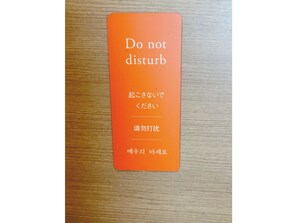 Do not
disturb
起こさないで
ください
请勿打扰
깨우지 마세요